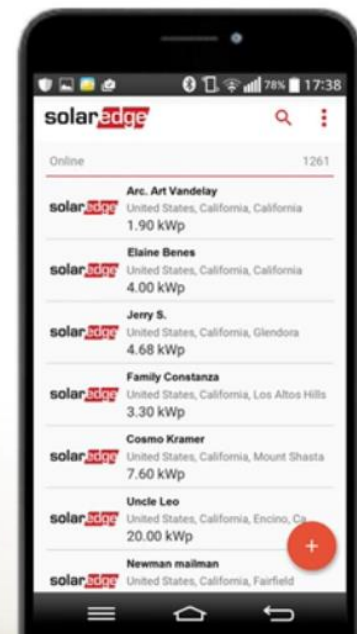 78% 17:38
solaredge
Online 1261
Arc. Art Vandelay
solaredge United States, California, California
1.90 kWp
Elaine Benes
solaredge United States, California, California
4.00 kWp
Jerry S.
solaredge United States, California, Glendora
4.68 kWp
Family Constanza
solaredge United States, California, Los Altos Hills
3.30 kWp
Cosmo Kramer
solaredge United States, California, Mount Shasta
7.60 kWp
Uncle Leo
solaredge United States, California, Encino, Ca
20.00 kWp
+
Newman mailman
solaredge United States, California, Fairfield